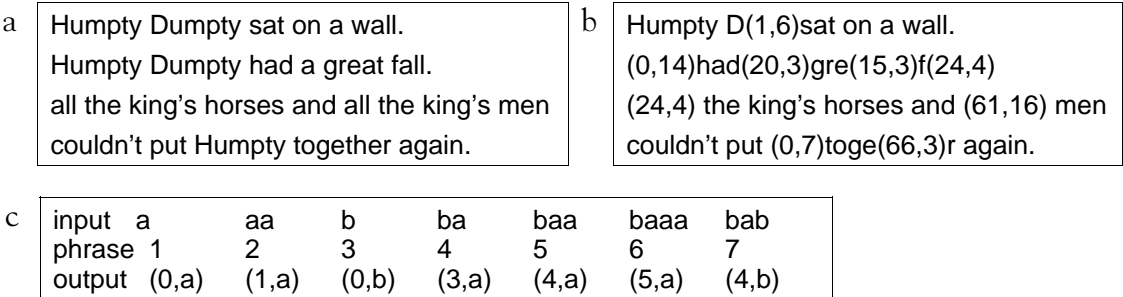 a
Humpty Dumpty sat on a wall.
Humpty Dumpty had a great fall.
all the king's horses and all the king's men
couldn't put Humpty together again.
b
Humpty D(1,6)sat on a wall.
(0,14)had(20,3)gre(15,3)f(24,4)
(24,4) the king's horses and (61,16) men
couldn't put (0,7)toge(66,3)r again.
c
input a aa b ba baa baaa bab
phrase 1 2 3 4 5 6 7
output (0,a) (1,a) (0,b) (3,a) (4,a) (5,a) (4,b)